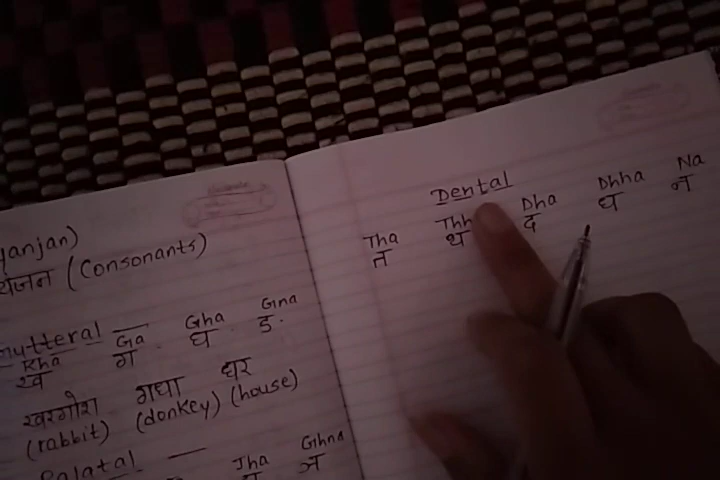 yanjan)
यंजन (Consonants)
Gutteral
Kha Ga Gha Gna
ख ग घ ङ
खरगोश गधा घर
(rabbit) (donkey) (house)
Palatal
Jha Gihna
ञ
Dental
Tha Thh Dha Dhha Na
त थ द ध न